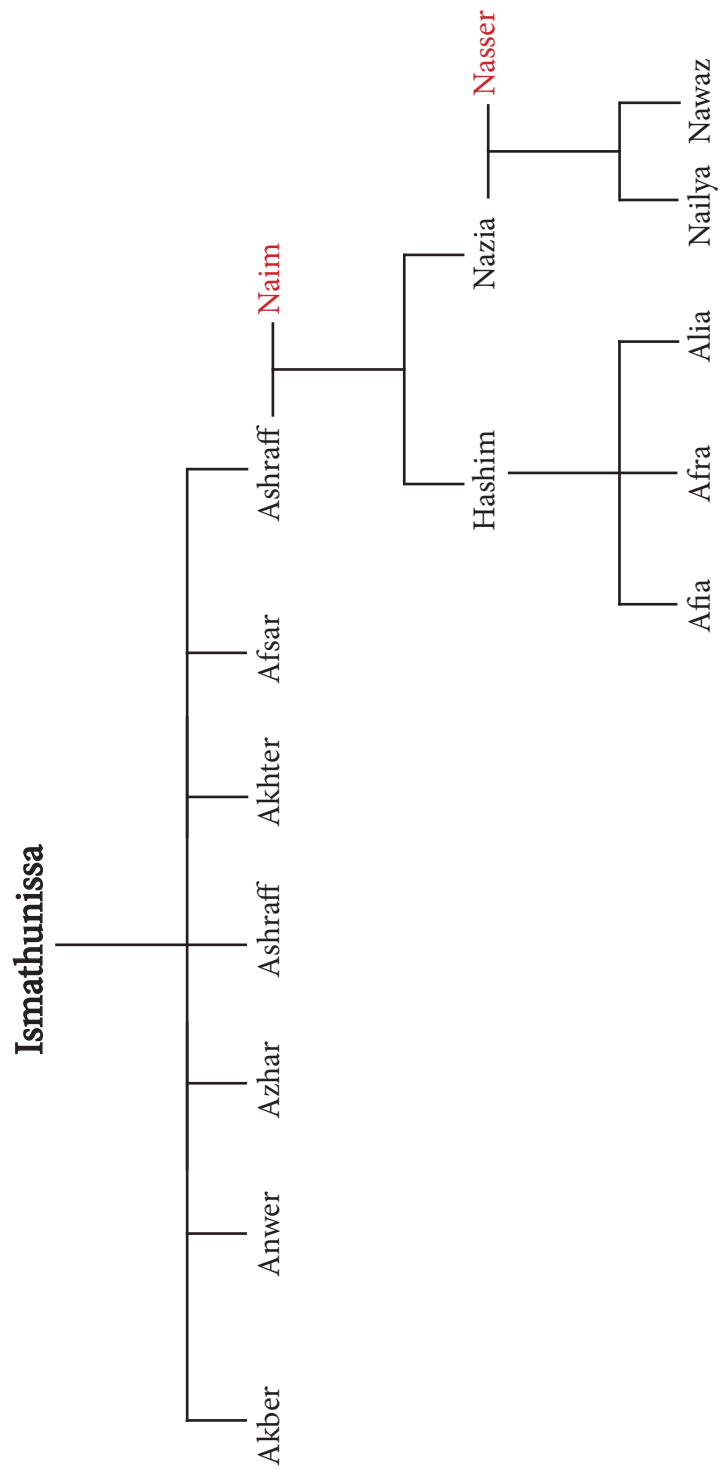 Ismathunissa
Akber Anwer Azhar Ashraff Akhter Afsar Ashraff Naim
Hashim Nazia Nasser
Afia Afra Alia Nailya Nawaz